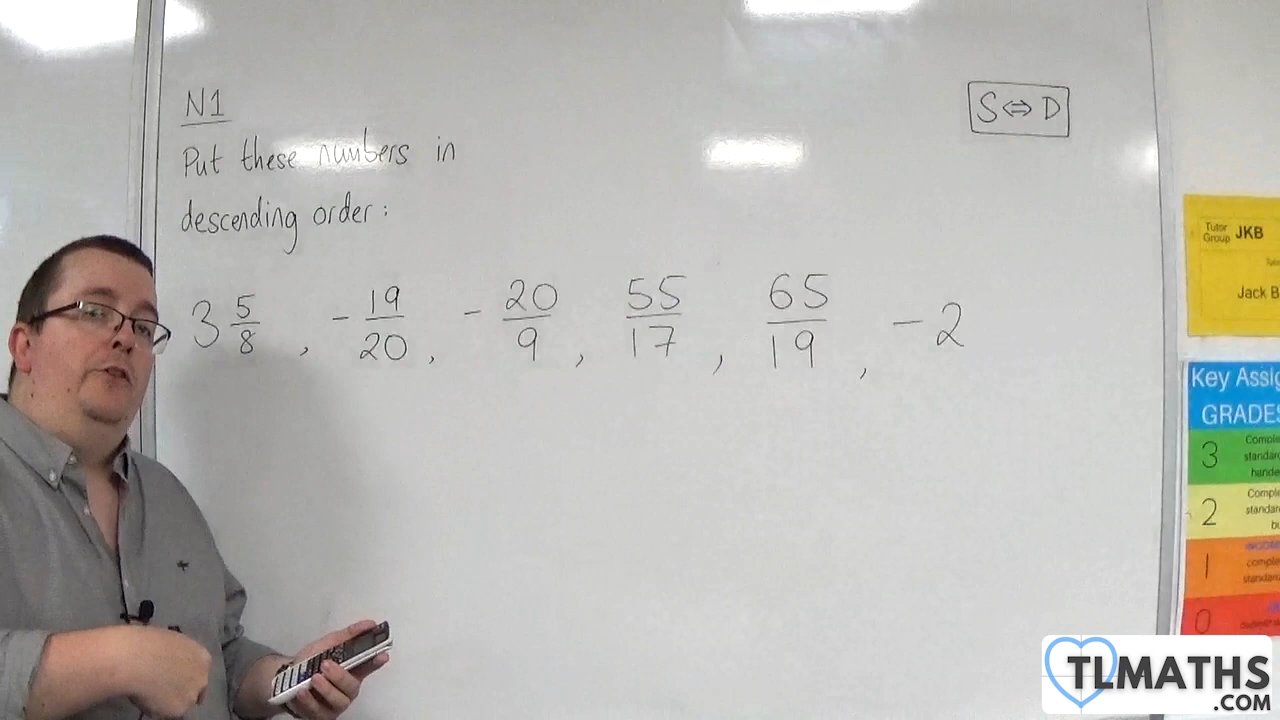 N1
S⇔D
Put these numbers in
descending order:
3 5/8 , - 19/20 , - 20/9 , 55/17 , 65/19 , -2
Tutor
Group JKB
Jack B
Key Assig
GRADES
3
2
1
0
TLMATHS
.COM